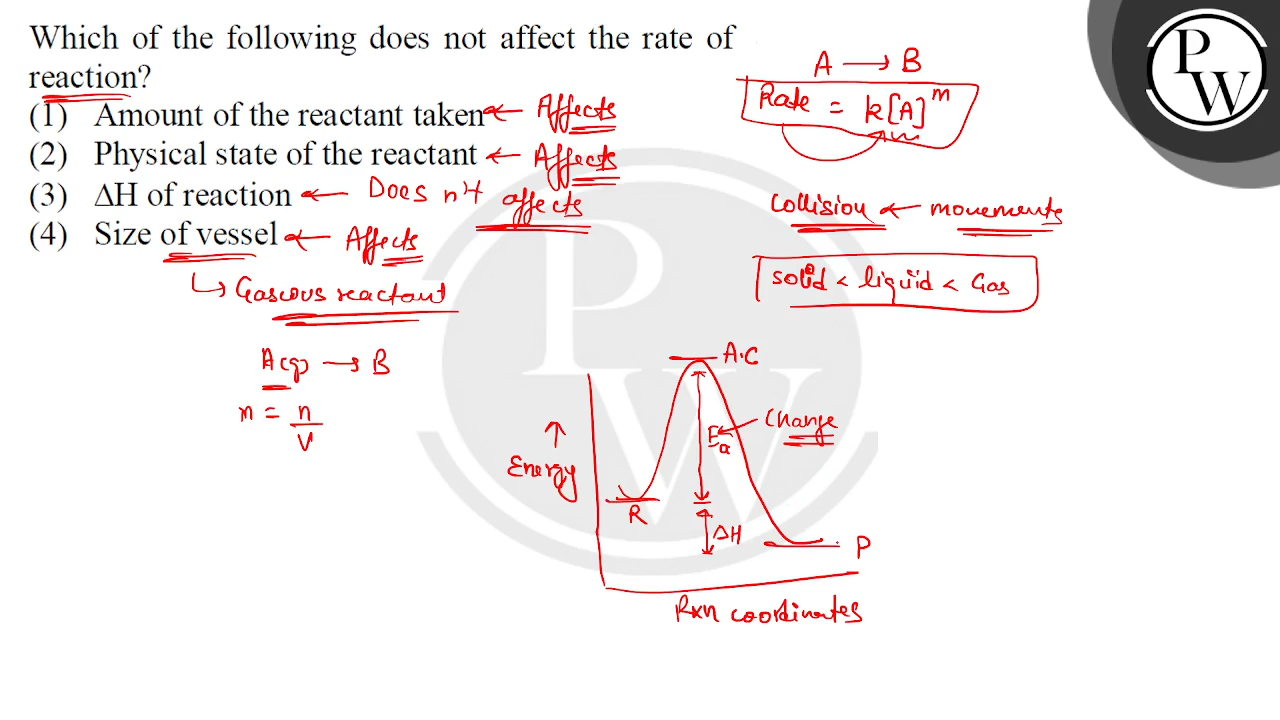 Which of the following does not affect the rate of
reaction?
(1) Amount of the reactant taken ← Affects
(2) Physical state of the reactant ← Affects
(3) ΔH of reaction ← Does n't affects
(4) Size of vessel ← Affects
↳ Gaseous reactant
A(g) → B
m = n/V
A → B
Rate = k[A]^m
Collision ← movements
solid < liquid < Gas
A.C
Ea ← Change
↑
Energy
R
ΔH
P
Rxn coordinates
PW
PW